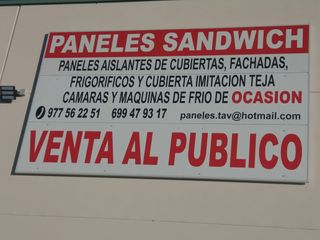 PANELES SANDWICH
PANELES AISLANTES DE CUBIERTAS, FACHADAS,
FRIGORIFICOS Y CUBIERTA IMITACION TEJA
CAMARAS Y MAQUINAS DE FRIO DE OCASION
977 56 22 51 699 47 93 17 paneles.tav@hotmail.com
VENTA AL PUBLICO